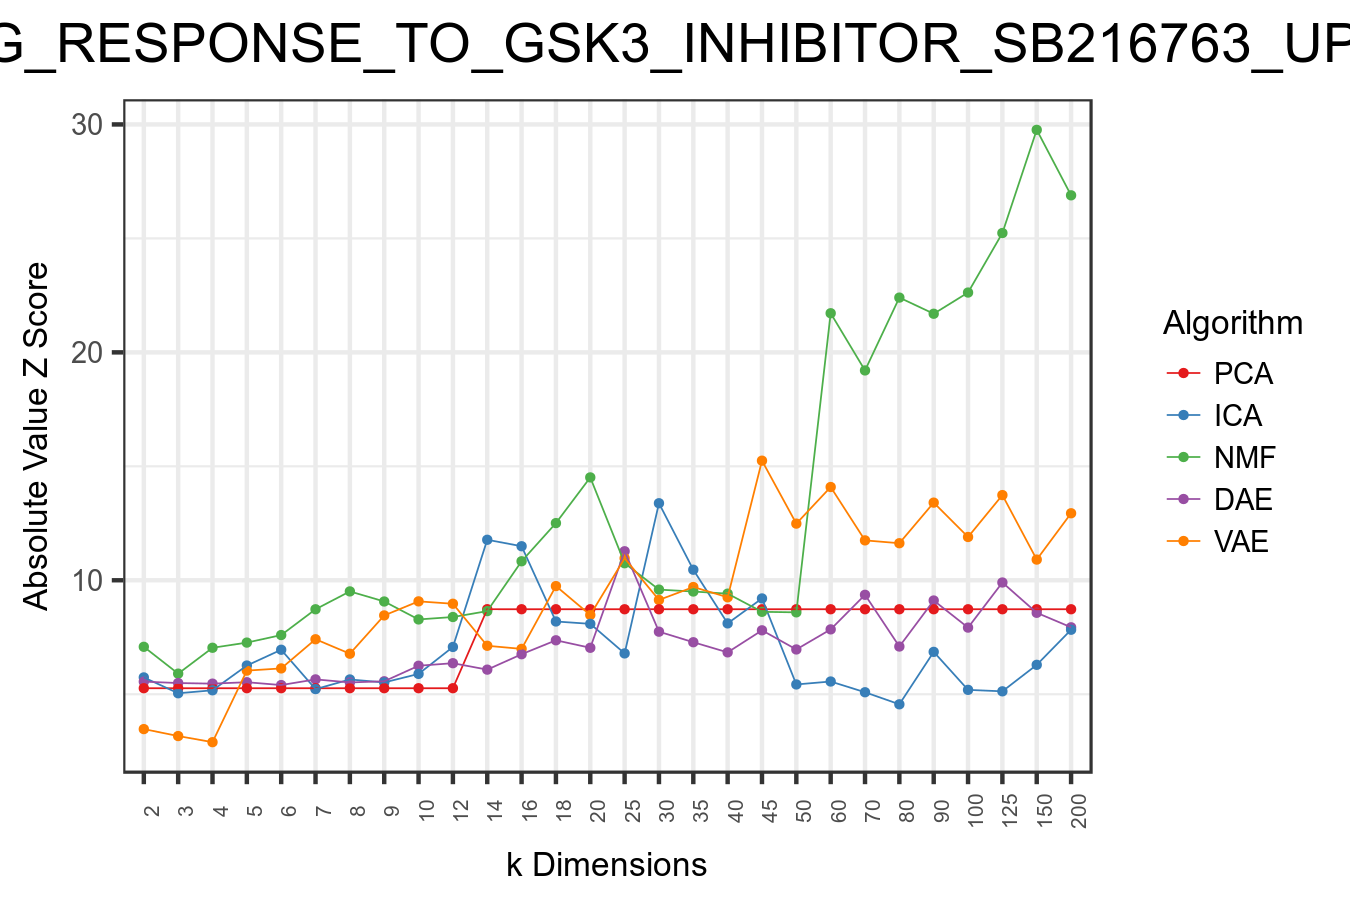 G_RESPONSE_TO_GSK3_INHIBITOR_SB216763_UP
30
20
10
Absolute Value Z Score
2 3 4 5 6 7 8 9 10 12 14 16 18 20 25 30 35 40 45 50 60 70 80 90 100 125 150 200
k Dimensions
Algorithm
PCA
ICA
NMF
DAE
VAE